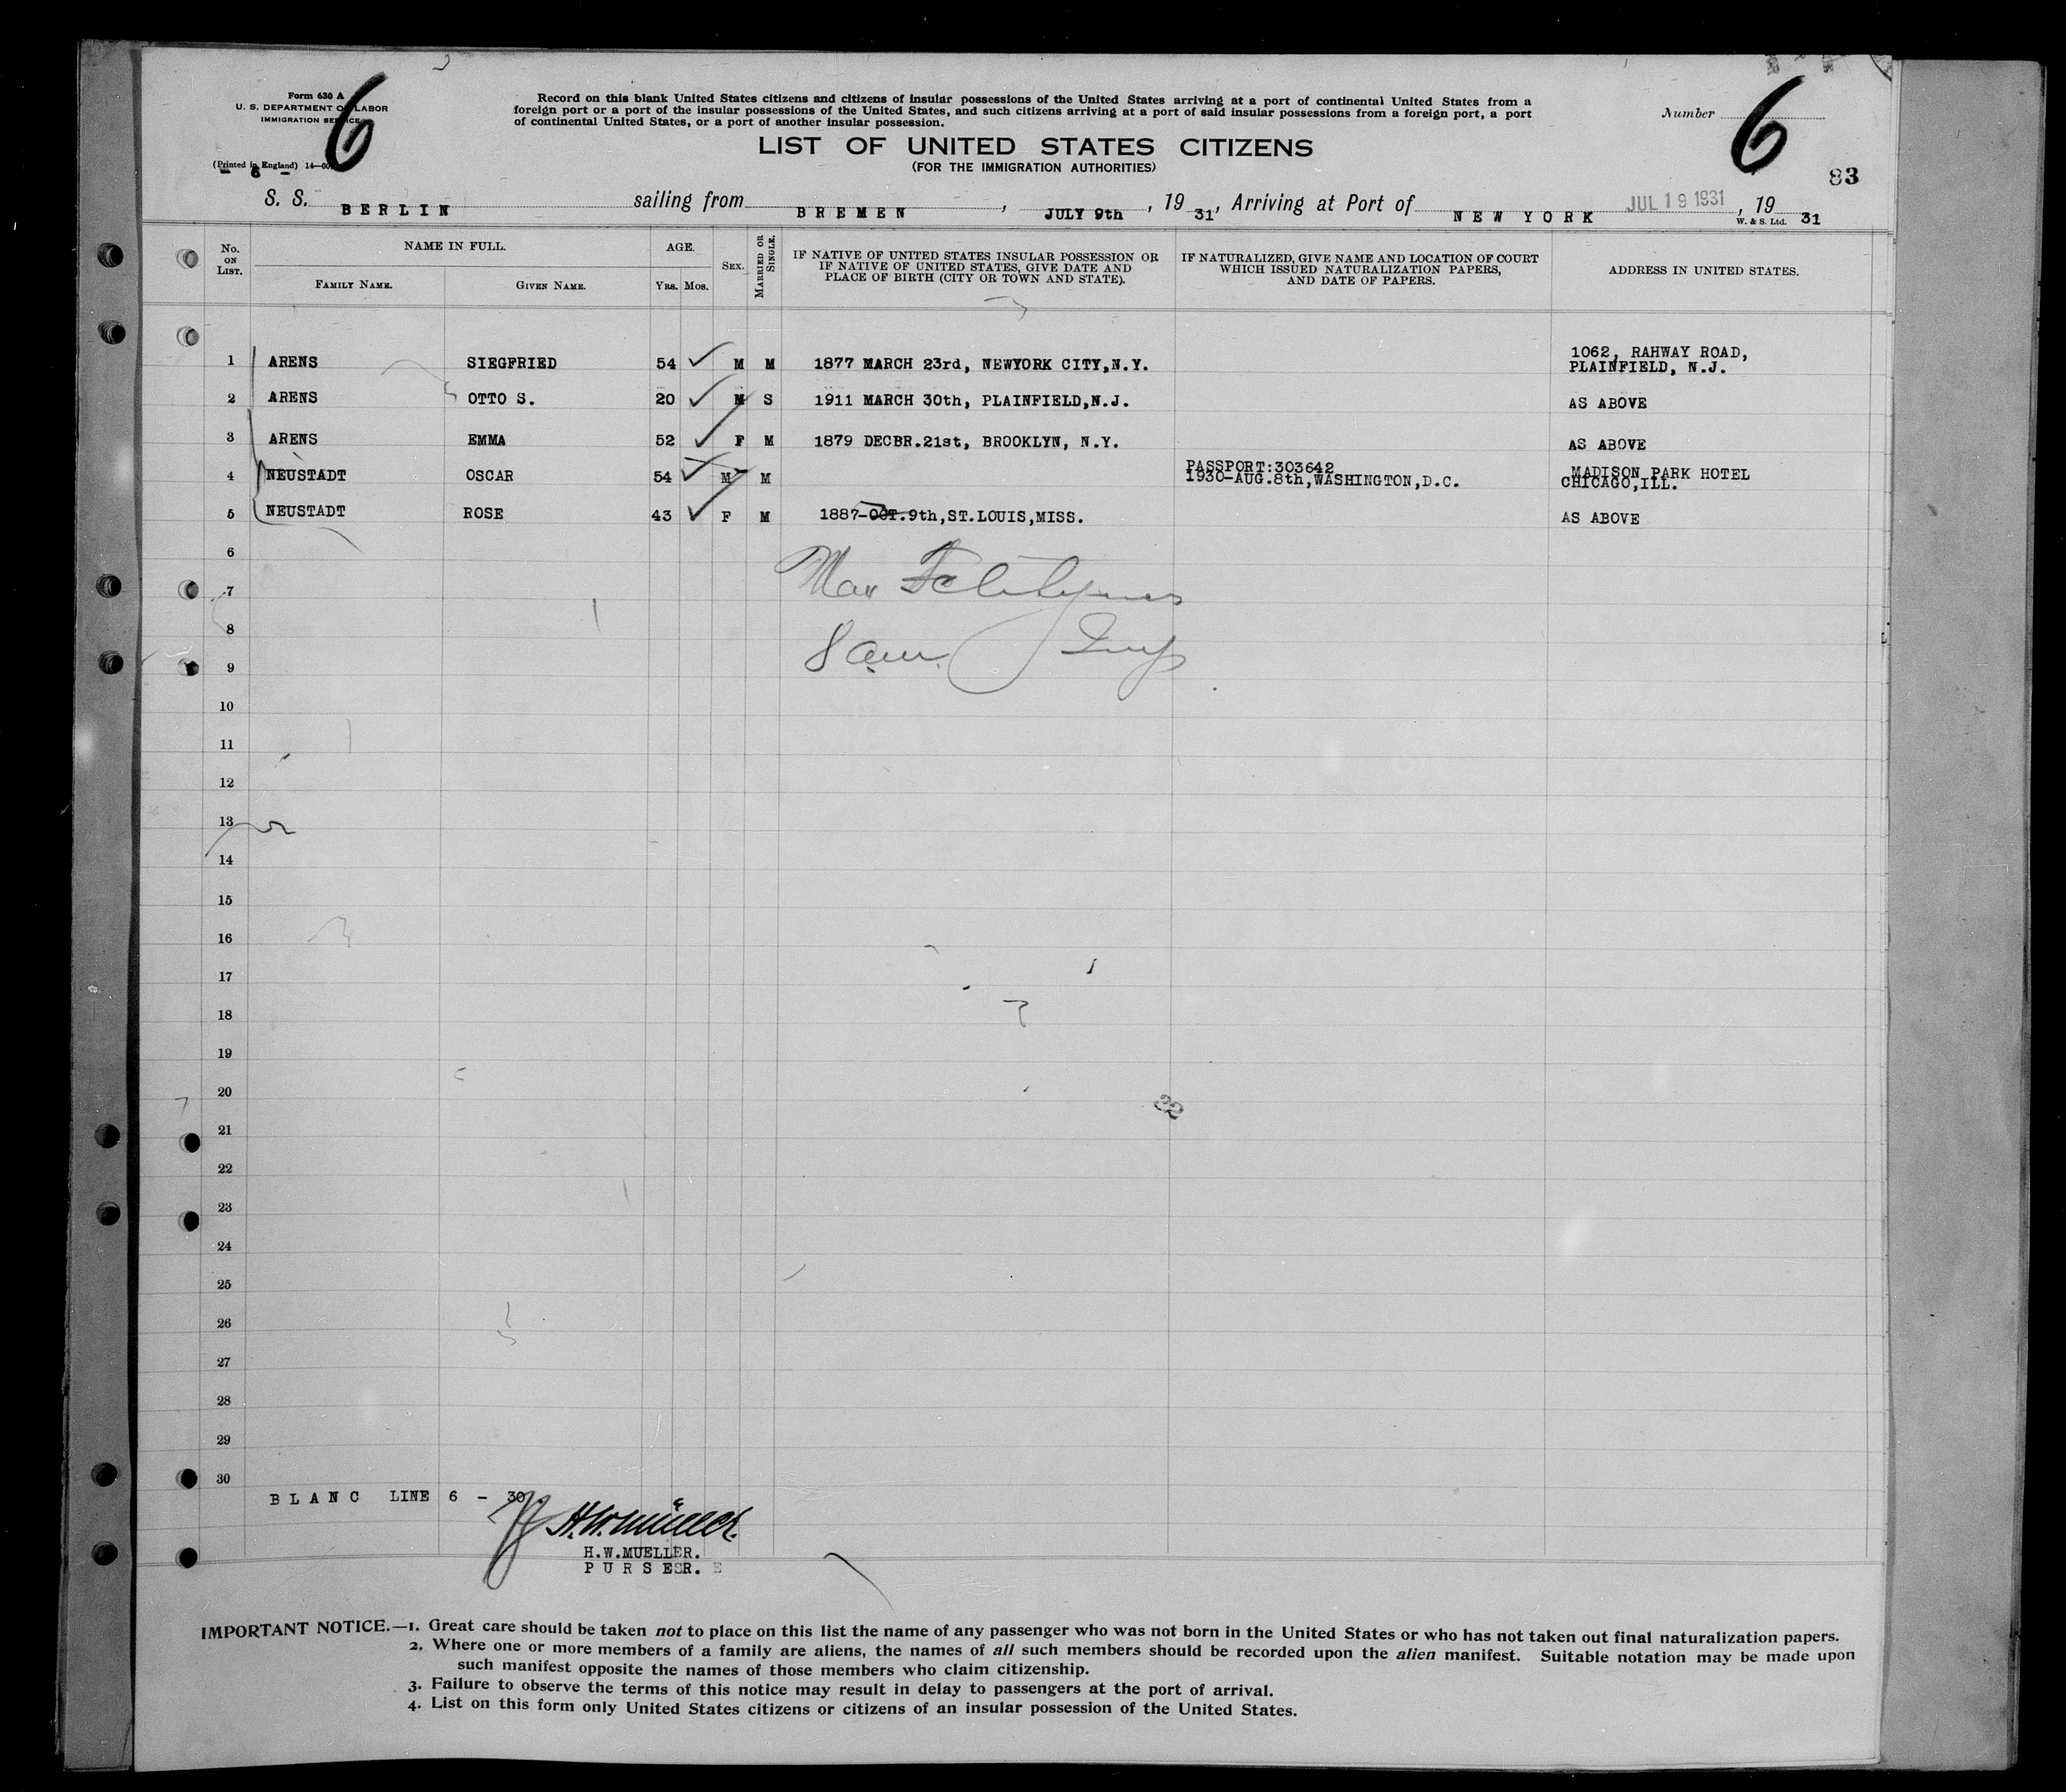 Form 630 A
U. S. DEPARTMENT OF LABOR
IMMIGRATION SERVICE
(Printed in England) 14—60
6
Record on this blank United States citizens and citizens of insular possessions of the United States arriving at a port of continental United States from a
foreign port or a port of the insular possessions of the United States, and such citizens arriving at a port of said insular possessions from a foreign port, a port
of continental United States, or a port of another insular possession.
Number 6
LIST OF UNITED STATES CITIZENS
(FOR THE IMMIGRATION AUTHORITIES)
83
S. S. BERLIN sailing from BREMEN, JULY 9th, 19 31, Arriving at Port of NEW YORK JUL 19 1931, 19 31
W. & S. Ltd.
No. ON LIST. NAME IN FULL. AGE. SEX. MARRIED OR SINGLE. IF NATIVE OF UNITED STATES INSULAR POSSESSION OR IF NATIVE OF UNITED STATES, GIVE DATE AND PLACE OF BIRTH (CITY OR TOWN AND STATE). IF NATURALIZED, GIVE NAME AND LOCATION OF COURT WHICH ISSUED NATURALIZATION PAPERS, AND DATE OF PAPERS. ADDRESS IN UNITED STATES.
FAMILY NAME. GIVEN NAME. YRS. MOS.
1 ARENS SIEGFRIED 54 M M 1877 MARCH 23rd, NEWYORK CITY,N.Y. 1062, RAHWAY ROAD, PLAINFIELD, N.J.
2 ARENS OTTO S. 20 M S 1911 MARCH 30th, PLAINFIELD,N.J. AS ABOVE
3 ARENS EMMA 52 F M 1879 DECBR.21st, BROOKLYN, N.Y. AS ABOVE
4 NEUSTADT OSCAR 54 M M PASSPORT:303642 1930-AUG.8th,WASHINGTON,D.C. MADISON PARK HOTEL CHICAGO,ILL.
5 NEUSTADT ROSE 43 F M 1887-OCT.9th,ST.LOUIS,MISS. AS ABOVE
6
7 Max
8
9 Insp
10
11
12
13
14
15
16
17
18
19
20
22
21
22
23
24
25
26
27
28
29
30
BLANC LINE 6 - 30
H.W.Müller.
H.W.MUELLER.
PURSER.
IMPORTANT NOTICE.—1. Great care should be taken not to place on this list the name of any passenger who was not born in the United States or who has not taken out final naturalization papers.
2. Where one or more members of a family are aliens, the names of all such members should be recorded upon the alien manifest. Suitable notation may be made upon
such manifest opposite the names of those members who claim citizenship.
3. Failure to observe the terms of this notice may result in delay to passengers at the port of arrival.
4. List on this form only United States citizens or citizens of an insular possession of the United States.